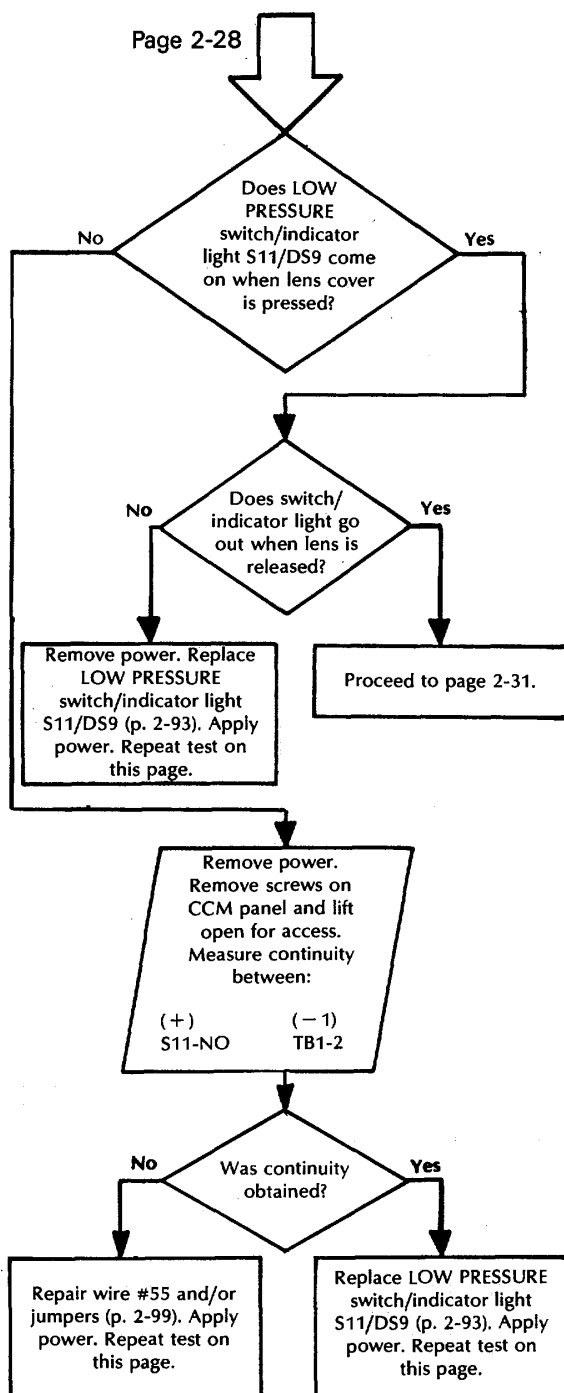 Page 2-28
Does LOW
PRESSURE
switch/indicator
light S11/DS9 come
on when lens cover
is pressed?
No
Yes
Does switch/
indicator light go
out when lens is
released?
No
Yes
Remove power. Replace
LOW PRESSURE
switch/indicator light
S11/DS9 (p. 2-93). Apply
power. Repeat test on
this page.
Proceed to page 2-31.
Remove power.
Remove screws on
CCM panel and lift
open for access.
Measure continuity
between:
(+) (-1)
S11-NO TB1-2
Was continuity
obtained?
No
Yes
Repair wire #55 and/or
jumpers (p. 2-99). Apply
power. Repeat test on
this page.
Replace LOW PRESSURE
switch/indicator light
S11/DS9 (p. 2-93). Apply
power. Repeat test on
this page.